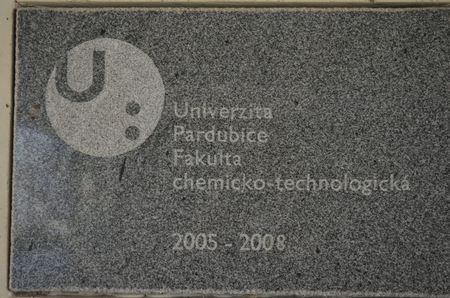 U:
Univerzita
Pardubice
Fakulta
chemicko-technologická
2005 - 2008